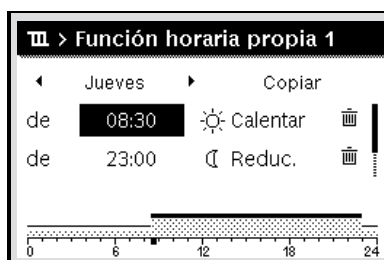 > Función horaria propia 1
Jueves Copiar
de 08:30 Calentar
de 23:00 Reduc.
0 6 12 18 24